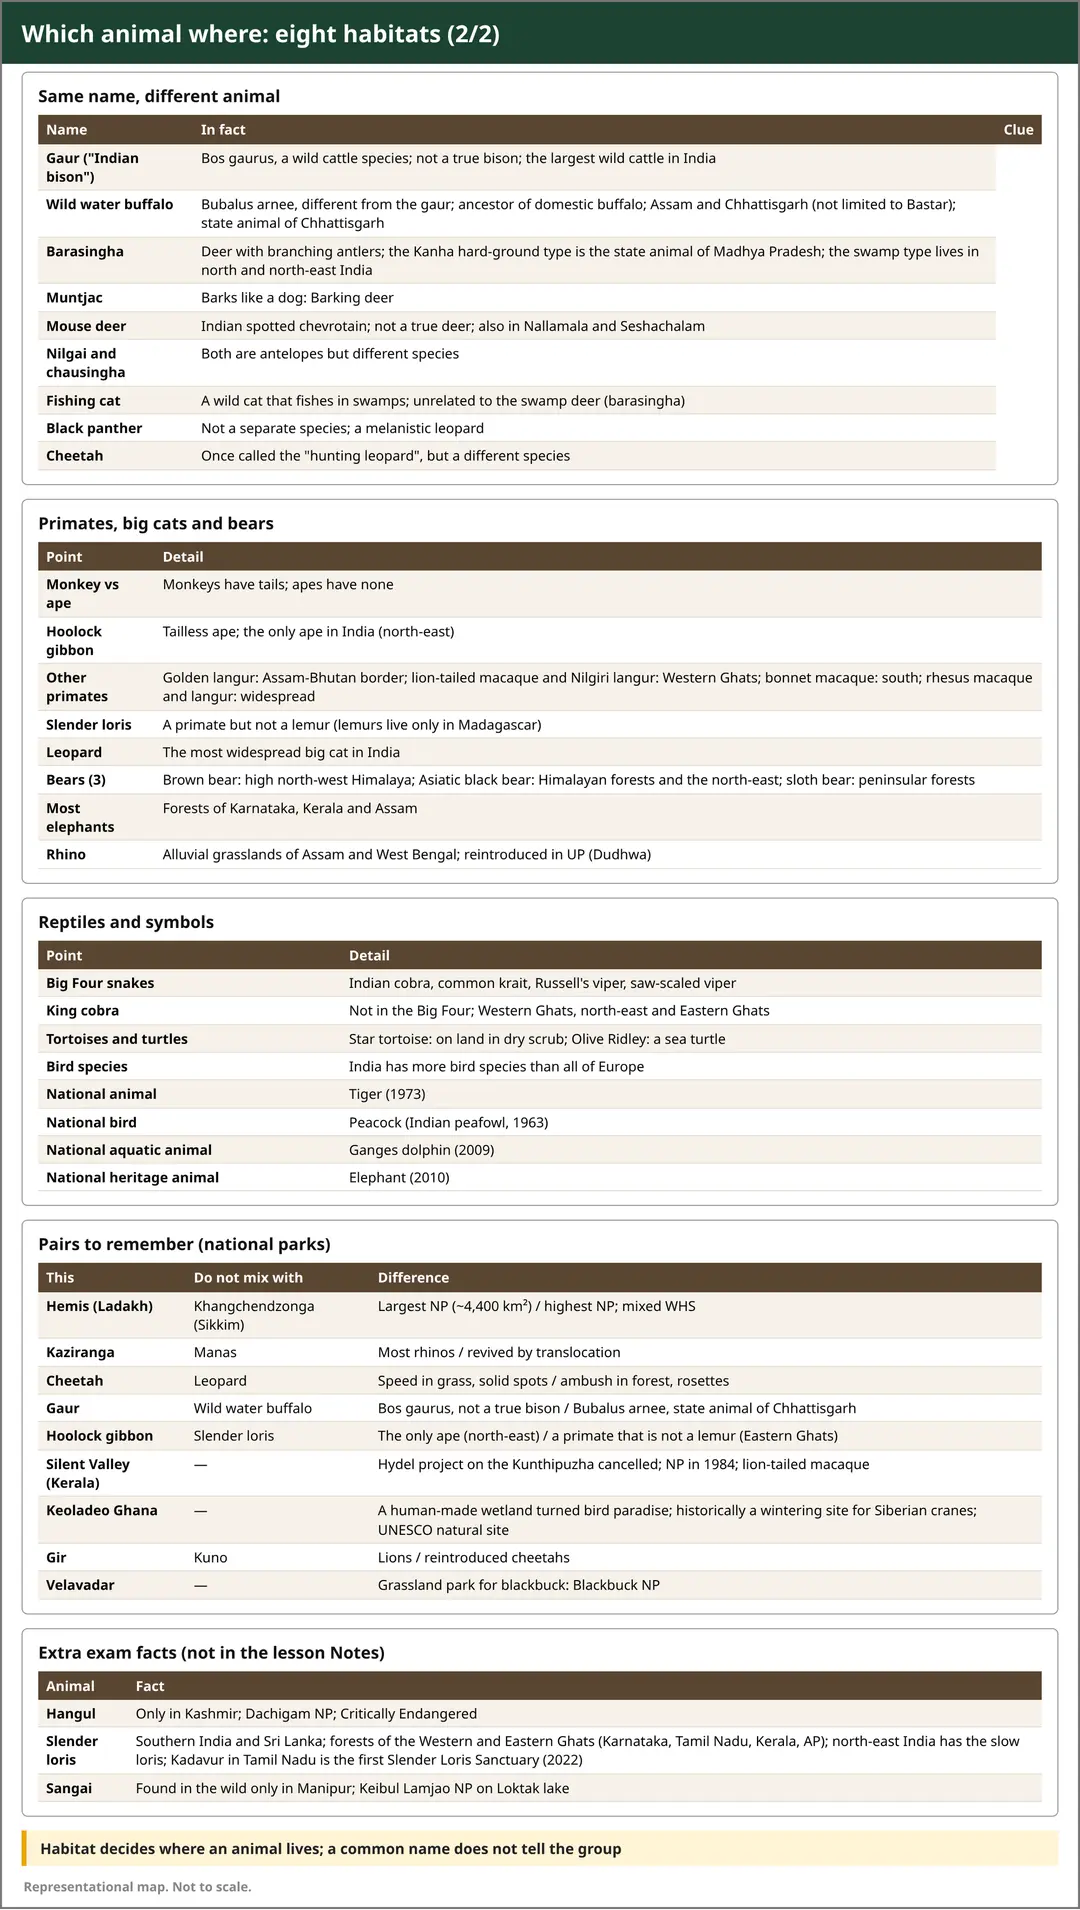 Which animal where: eight habitats (2/2)
Same name, different animal
Name In fact Clue
Gaur ("Indian bison") Bos gaurus, a wild cattle species; not a true bison; the largest wild cattle in India
Wild water buffalo Bubalus arnee, different from the gaur; ancestor of domestic buffalo; Assam and Chhattisgarh (not limited to Bastar);
state animal of Chhattisgarh
Barasingha Deer with branching antlers; the Kanha hard-ground type is the state animal of Madhya Pradesh; the swamp type lives in
north and north-east India
Muntjac Barks like a dog: Barking deer
Mouse deer Indian spotted chevrotain; not a true deer; also in Nallamala and Seshachalam
Nilgai and chausingha Both are antelopes but different species
Fishing cat A wild cat that fishes in swamps; unrelated to the swamp deer (barasingha)
Black panther Not a separate species; a melanistic leopard
Cheetah Once called the "hunting leopard", but a different species
Primates, big cats and bears
Point Detail
Monkey vs ape Monkeys have tails; apes have none
Hoolock gibbon Tailless ape; the only ape in India (north-east)
Other primates Golden langur: Assam-Bhutan border; lion-tailed macaque and Nilgiri langur: Western Ghats; bonnet macaque: south; rhesus macaque
and langur: widespread
Slender loris A primate but not a lemur (lemurs live only in Madagascar)
Leopard The most widespread big cat in India
Bears (3) Brown bear: high north-west Himalaya; Asiatic black bear: Himalayan forests and the north-east; sloth bear: peninsular forests
Most elephants Forests of Karnataka, Kerala and Assam
Rhino Alluvial grasslands of Assam and West Bengal; reintroduced in UP (Dudhwa)
Reptiles and symbols
Point Detail
Big Four snakes Indian cobra, common krait, Russell's viper, saw-scaled viper
King cobra Not in the Big Four; Western Ghats, north-east and Eastern Ghats
Tortoises and turtles Star tortoise: on land in dry scrub; Olive Ridley: a sea turtle
Bird species India has more bird species than all of Europe
National animal Tiger (1973)
National bird Peacock (Indian peafowl, 1963)
National aquatic animal Ganges dolphin (2009)
National heritage animal Elephant (2010)
Pairs to remember (national parks)
This Do not mix with Difference
Hemis (Ladakh) Khangchendzonga (Sikkim) Largest NP (~4,400 km²) / highest NP; mixed WHS
Kaziranga Manas Most rhinos / revived by translocation
Cheetah Leopard Speed in grass, solid spots / ambush in forest, rosettes
Gaur Wild water buffalo Bos gaurus, not a true bison / Bubalus arnee, state animal of Chhattisgarh
Hoolock gibbon Slender loris The only ape (north-east) / a primate that is not a lemur (Eastern Ghats)
Silent Valley (Kerala) — Hydel project on the Kunthipuzha cancelled; NP in 1984; lion-tailed macaque
Keoladeo Ghana — A human-made wetland turned bird paradise; historically a wintering site for Siberian cranes;
UNESCO natural site
Gir Kuno Lions / reintroduced cheetahs
Velavadar — Grassland park for blackbuck: Blackbuck NP
Extra exam facts (not in the lesson Notes)
Animal Fact
Hangul Only in Kashmir; Dachigam NP; Critically Endangered
Slender loris Southern India and Sri Lanka; forests of the Western and Eastern Ghats (Karnataka, Tamil Nadu, Kerala, AP); north-east India has the slow
loris; Kadavur in Tamil Nadu is the first Slender Loris Sanctuary (2022)
Sangai Found in the wild only in Manipur; Keibul Lamjao NP on Loktak lake
Habitat decides where an animal lives; a common name does not tell the group
Representational map. Not to scale.